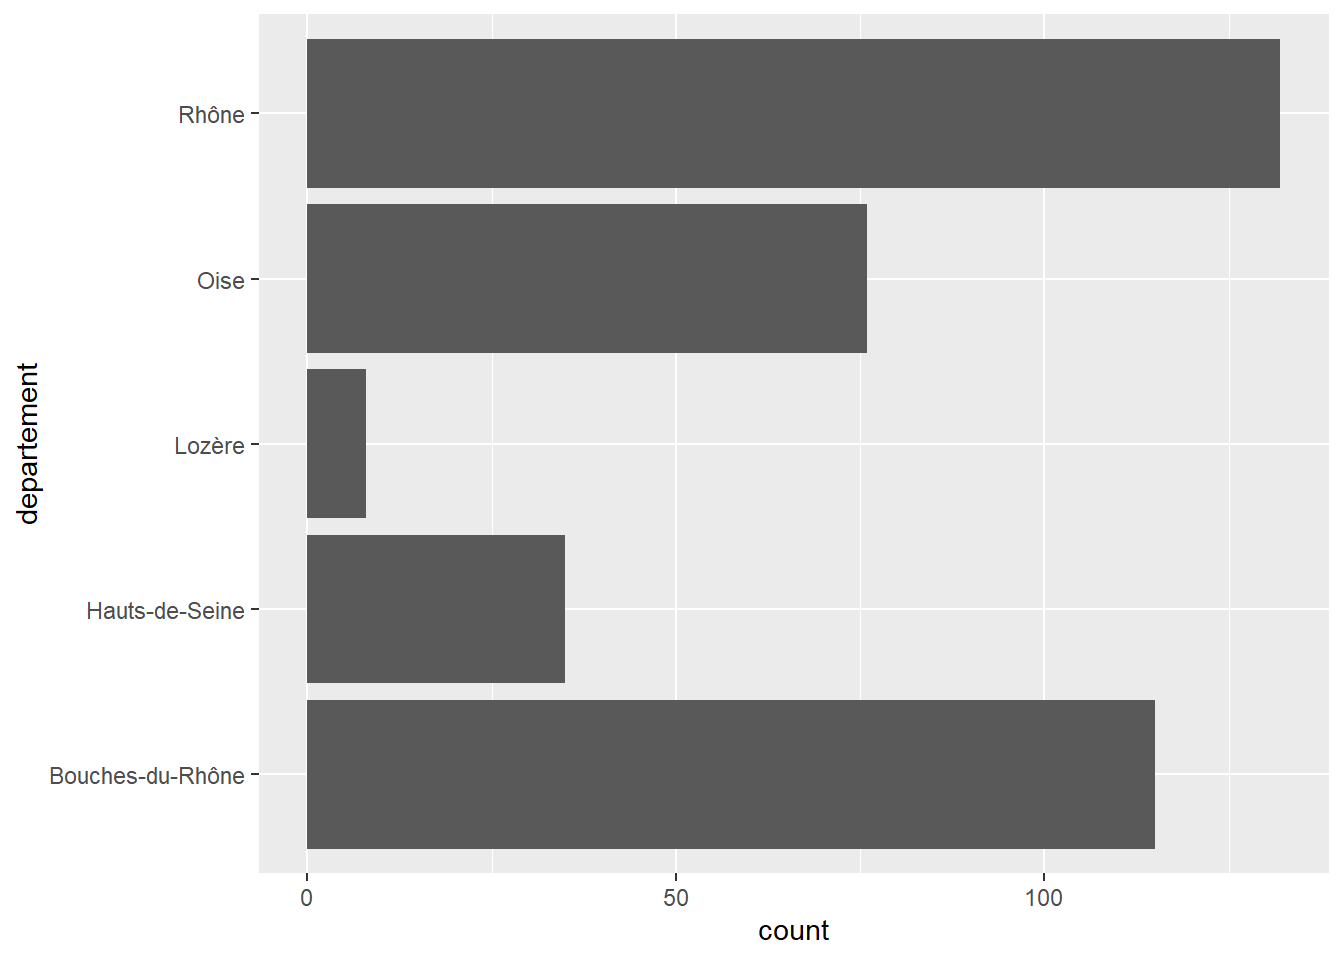 Rhône
Oise
Lozère
Hauts-de-Seine
Bouches-du-Rhône
departement
0 50 100
count